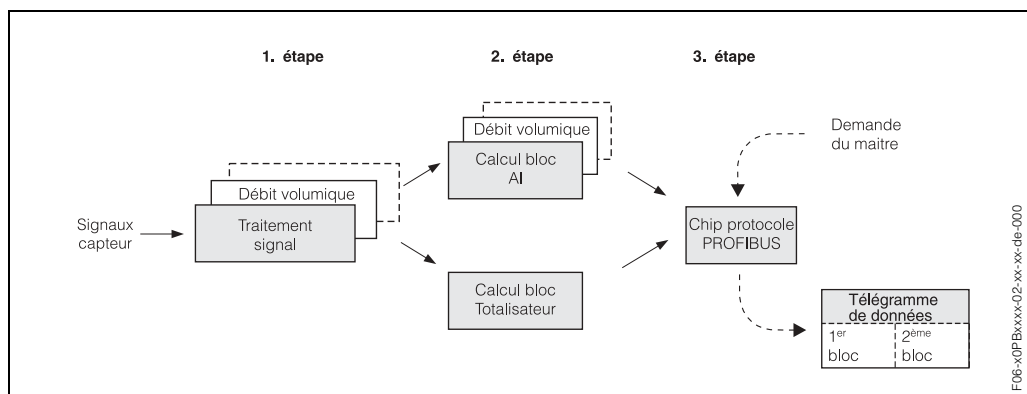 1. étape
2. étape
3. étape
Signaux
capteur
Débit volumique
Traitement
signal
Débit volumique
Calcul bloc
AI
Calcul bloc
Totalisateur
Demande
du maitre
Chip protocole
PROFIBUS
Télégramme
de données
1er
bloc
2ème
bloc
F06-x0PBxxxx-02-xx-xx-de-000